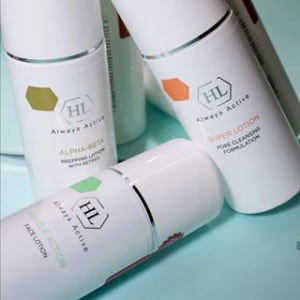 HL
Always Active
ALPHA-BETA
PREPPING LOTION
WITH RETINOL
HL
Always Active
SUPER LOTION
PORE CLEANSING
FORMULATION
HL
Always Active
ACTION
FACE LOTION